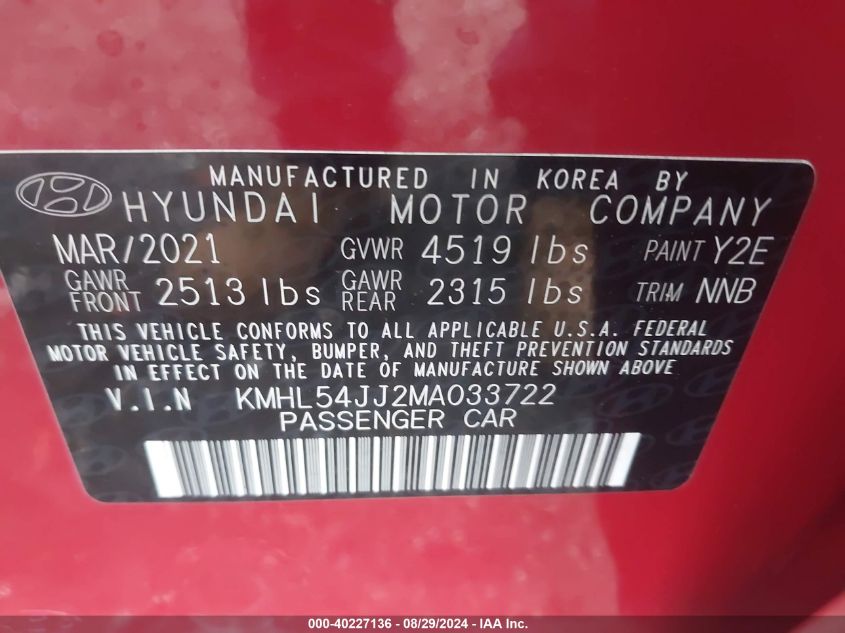 MANUFACTURED IN KOREA BY
HYUNDAI MOTOR COMPANY
MAR/2021 GVWR 4519 lbs PAINT Y2E
GAWR FRONT 2513 lbs GAWR REAR 2315 lbs TRIM NNB
THIS VEHICLE CONFORMS TO ALL APPLICABLE U.S.A. FEDERAL
MOTOR VEHICLE SAFETY, BUMPER, AND THEFT PREVENTION STANDARDS
IN EFFECT ON THE DATE OF MANUFACTURE SHOWN ABOVE
V.I.N KMHL54JJ2MA033722
PASSENGER CAR
000-40227136 - 08/29/2024 - IAA Inc.